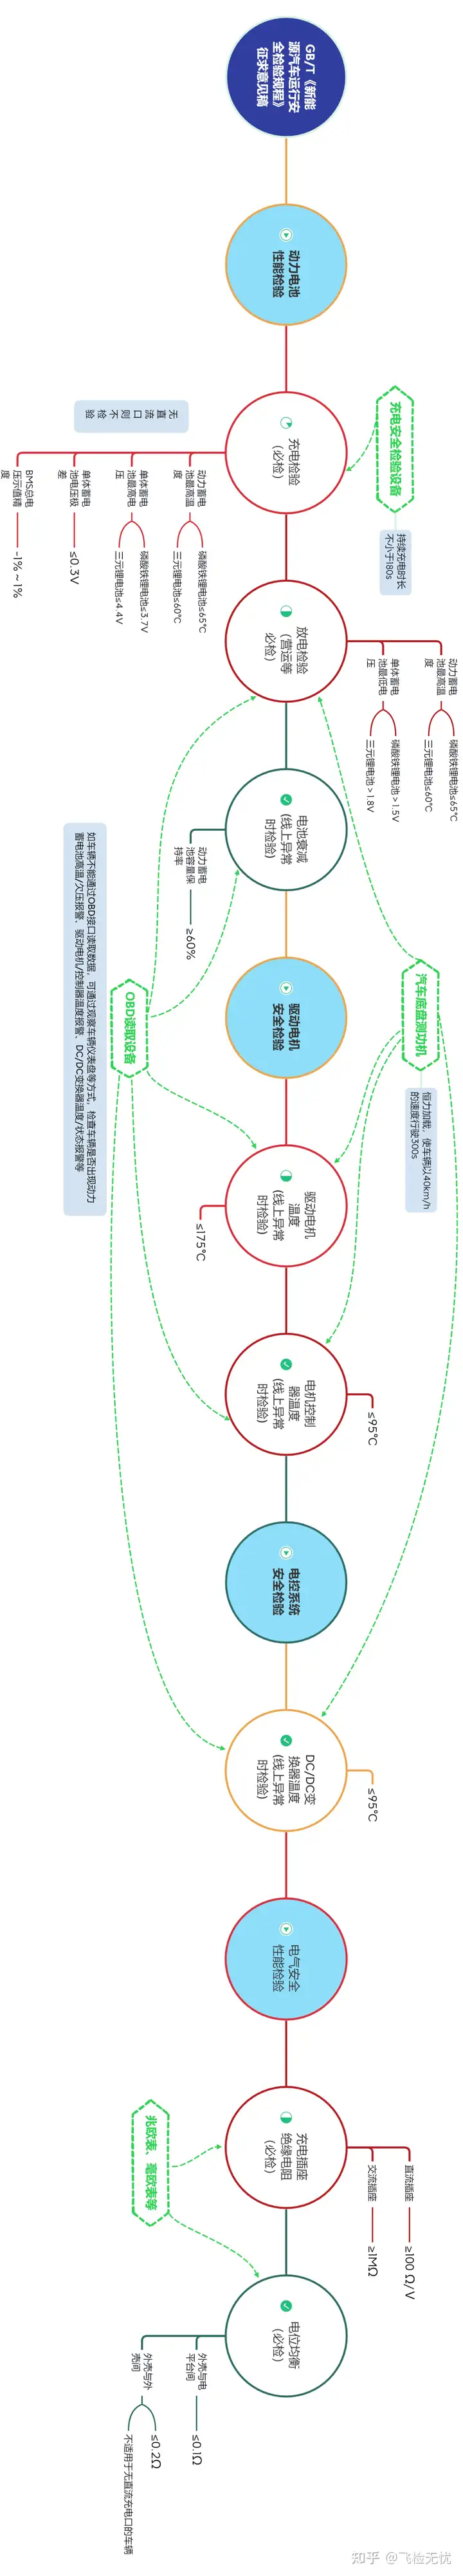 GB/T《新能
源汽车运行安
全检验规程》
征求意见稿
动力电池
性能检验
充电安全检验设备
持续充电时长
不小于180s
充电检验
（必检）
无直流口则不检验
动力蓄电
池最高温
度
磷酸铁锂电池≤65℃
三元锂电池≤60℃
单体蓄电
池最高电
压
磷酸铁锂电池≤3.7V
三元锂电池≤4.4V
单体蓄电
池电压极
差
≤0.3V
BMS总电
压示值精
度
-1% ~ 1%
放电检验
（营运等
必检）
动力蓄电
池最高温
度
磷酸铁锂电池≤65℃
三元锂电池≤60℃
单体蓄电
池最低电
压
磷酸铁锂电池＞1.5V
三元锂电池＞1.8V
电池衰减
(线上异常
时检验)
动力蓄电
池容量保
持率
≥60%
汽车底盘测功机
恒力加载，使车辆以40km/h
的速度行驶300s
驱动电机
安全检验
OBD读取设备
如车辆不能通过OBD接口读取数据，可通过观察车辆仪表盘等方式，检查车辆是否出现动力
蓄电池高温/欠压报警、驱动电机/控制器温度报警、DC/DC变换器温度/状态报警等
驱动电机
温度
(线上异常
时检验)
≤175℃
电机控制
器温度
(线上异常
时检验)
≤95℃
电控系统
安全检验
DC/DC变
换器温度
(线上异常
时检验)
≤95℃
电气安全
性能检验
充电插座
绝缘电阻
（必检）
直流插座
≥100 Ω/V
交流插座
≥1MΩ
兆欧表、毫欧表等
电位均衡
（必检）
外壳与电
平台间
≤0.1Ω
外壳与外
壳间
≤0.2Ω
不适用于无直流充电口的车辆
知乎 @飞检无忧